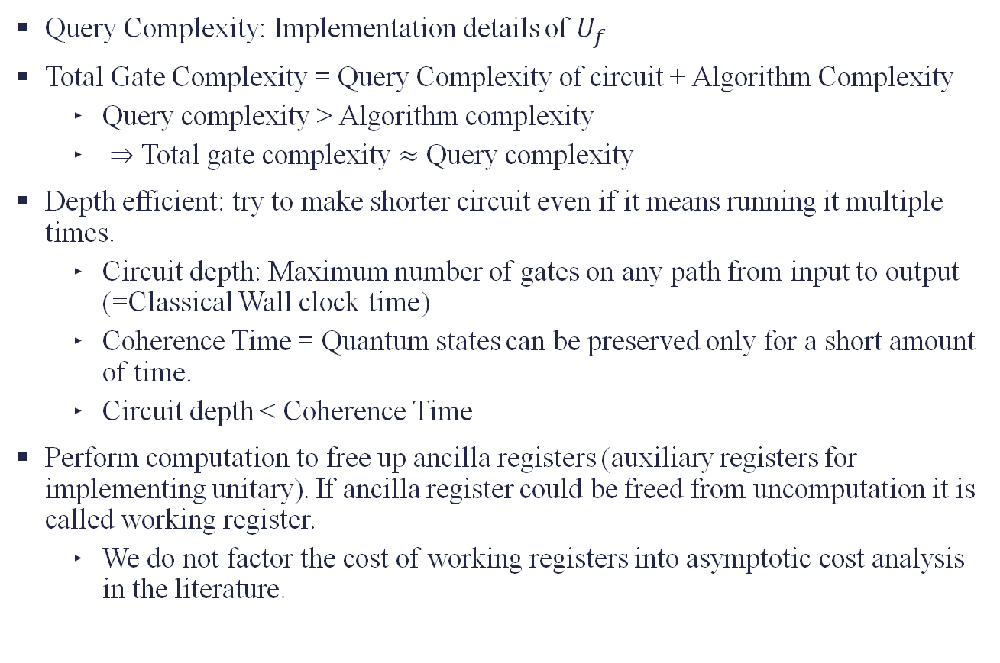 ▪ Query Complexity: Implementation details of U_f
▪ Total Gate Complexity = Query Complexity of circuit + Algorithm Complexity
‣ Query complexity > Algorithm complexity
‣ ⇒ Total gate complexity ≈ Query complexity
▪ Depth efficient: try to make shorter circuit even if it means running it multiple
times.
‣ Circuit depth: Maximum number of gates on any path from input to output
(=Classical Wall clock time)
‣ Coherence Time = Quantum states can be preserved only for a short amount
of time.
‣ Circuit depth < Coherence Time
▪ Perform computation to free up ancilla registers (auxiliary registers for
implementing unitary). If ancilla register could be freed from uncomputation it is
called working register.
‣ We do not factor the cost of working registers into asymptotic cost analysis
in the literature.